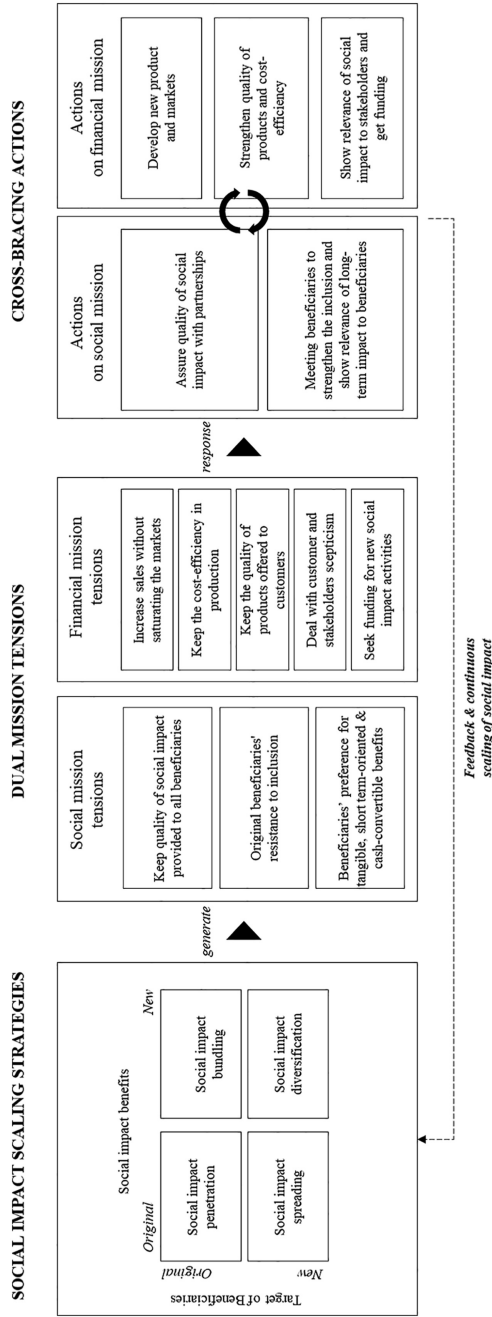 SOCIAL IMPACT SCALING STRATEGIES
Social impact benefits
Original
New
Target of Beneficiaries
Original
New
Social impact
penetration
Social impact
bundling
Social impact
spreading
Social impact
diversification
generate
DUAL MISSION TENSIONS
Social mission
tensions
Keep quality of social impact
provided to all beneficiaries
Original beneficiaries'
resistance to inclusion
Beneficiaries' preference for
tangible, short term-oriented &
cash-convertible benefits
Financial mission
tensions
Increase sales without
saturating the markets
Keep the cost-efficiency in
production
Keep the quality of
products offered to
customers
Deal with customer and
stakeholders scepticism
Seek funding for new social
impact activities
response
CROSS-BRACING ACTIONS
Actions
on social mission
Assure quality of social
impact with partnerships
Meeting beneficiaries to
strengthen the inclusion and
show relevance of long-
term impact to beneficiaries
Actions
on financial mission
Develop new product
and markets
Strengthen quality of
products and cost-
efficiency
Show relevance of social
impact to stakeholders and
get funding
Feedback & continuous
scaling of social impact